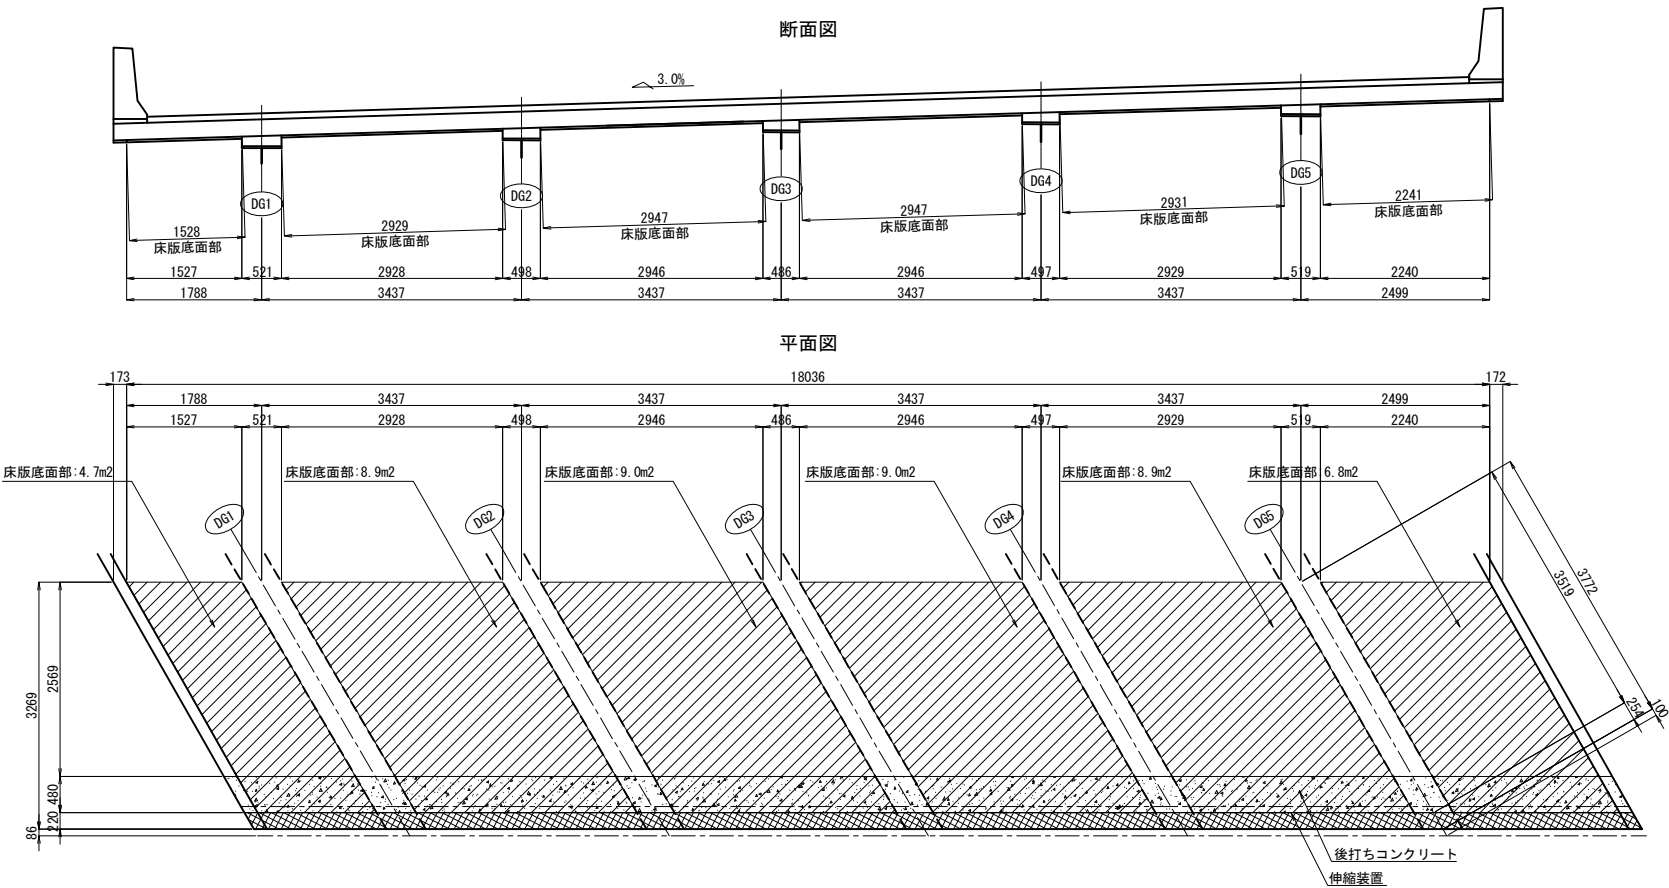 断面図
3.0%
DG1
DG2
DG3
DG4
DG5
1528
床版底面部
2929
床版底面部
2947
床版底面部
2947
床版底面部
2931
床版底面部
2241
床版底面部
1527 521 2928 498 2946 486 2946 497 2929 519 2240
1788 3437 3437 3437 3437 2499
平面図
173 18036 172
1788 3437 3437 3437 3437 2499
1527 521 2928 498 2946 486 2946 497 2929 519 2240
床版底面部:4.7m2
床版底面部:8.9m2
床版底面部:9.0m2
床版底面部:9.0m2
床版底面部:8.9m2
床版底面部:6.8m2
DG1
DG2
DG3
DG4
DG5
3519
3772
254
100
3269
2569
480
220
86
後打ちコンクリート
伸縮装置